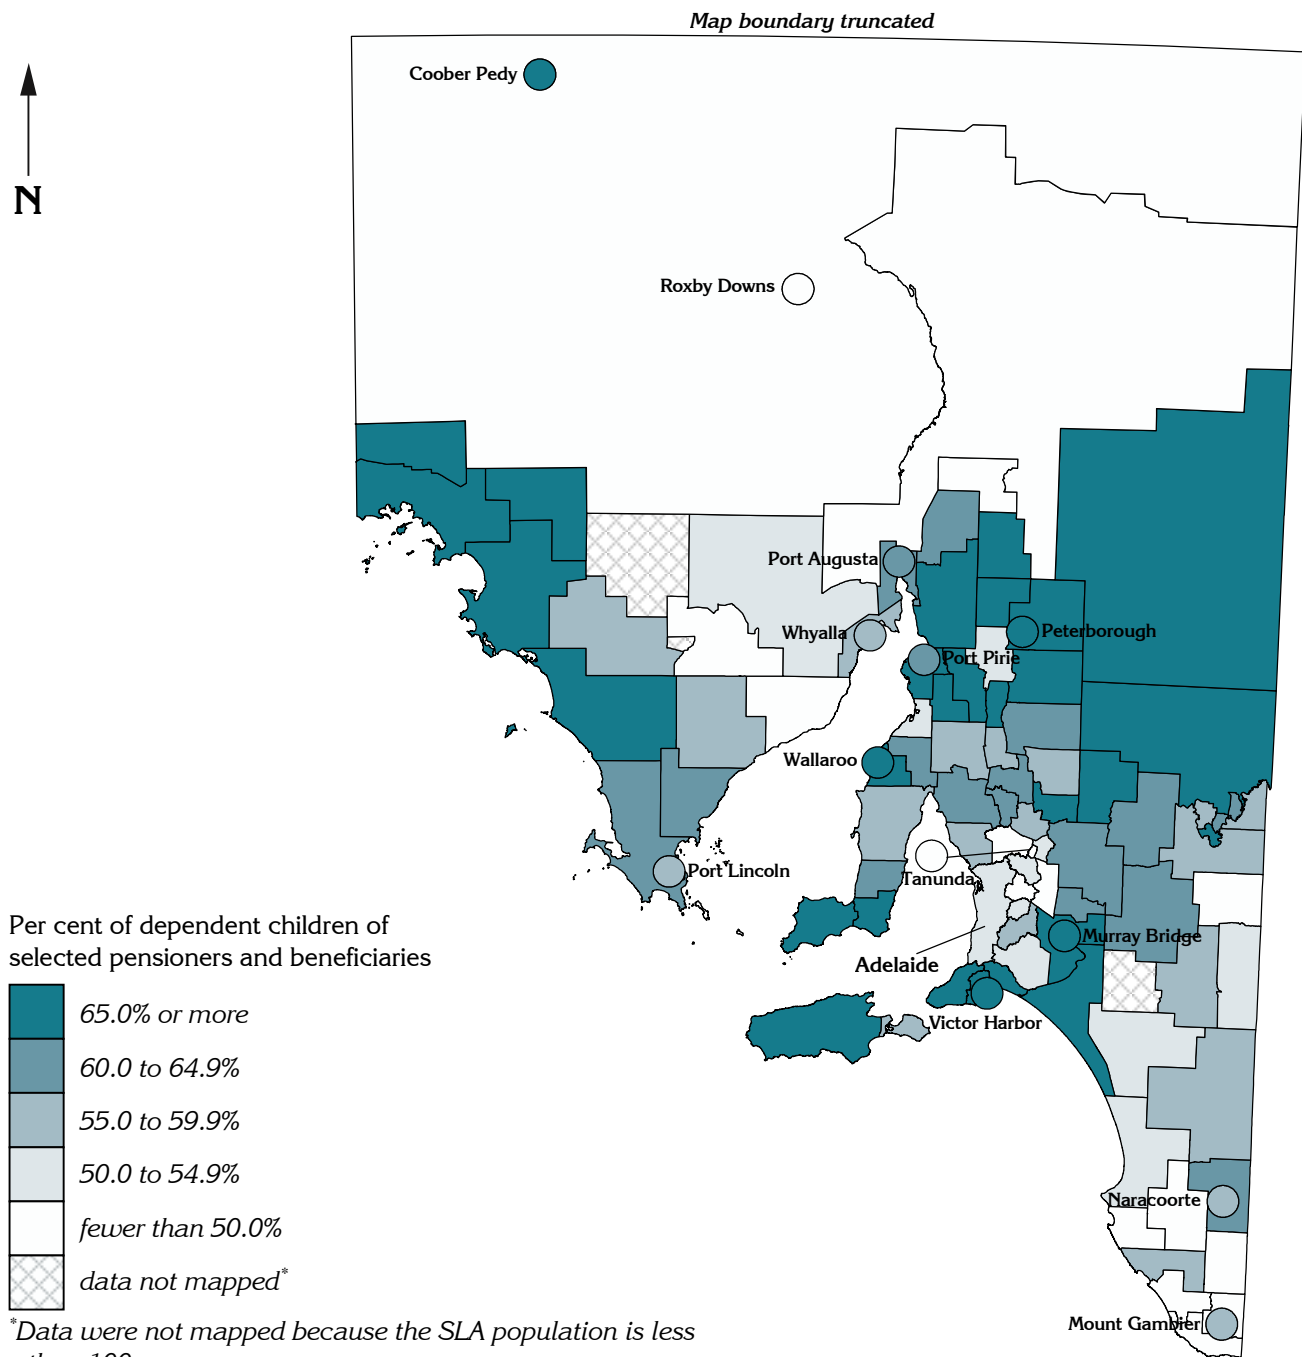 Map boundary truncated
Coober Pedy
N
Roxby Downs
Port Augusta
Whyalla
Peterborough
Port Pirie
Wallaroo
Port Lincoln
Tanunda
Murray Bridge
Adelaide
Victor Harbor
Naracoorte
Mount Gambier
Per cent of dependent children of
selected pensioners and beneficiaries
65.0% or more
60.0 to 64.9%
55.0 to 59.9%
50.0 to 54.9%
fewer than 50.0%
data not mapped*
*Data were not mapped because the SLA population is less